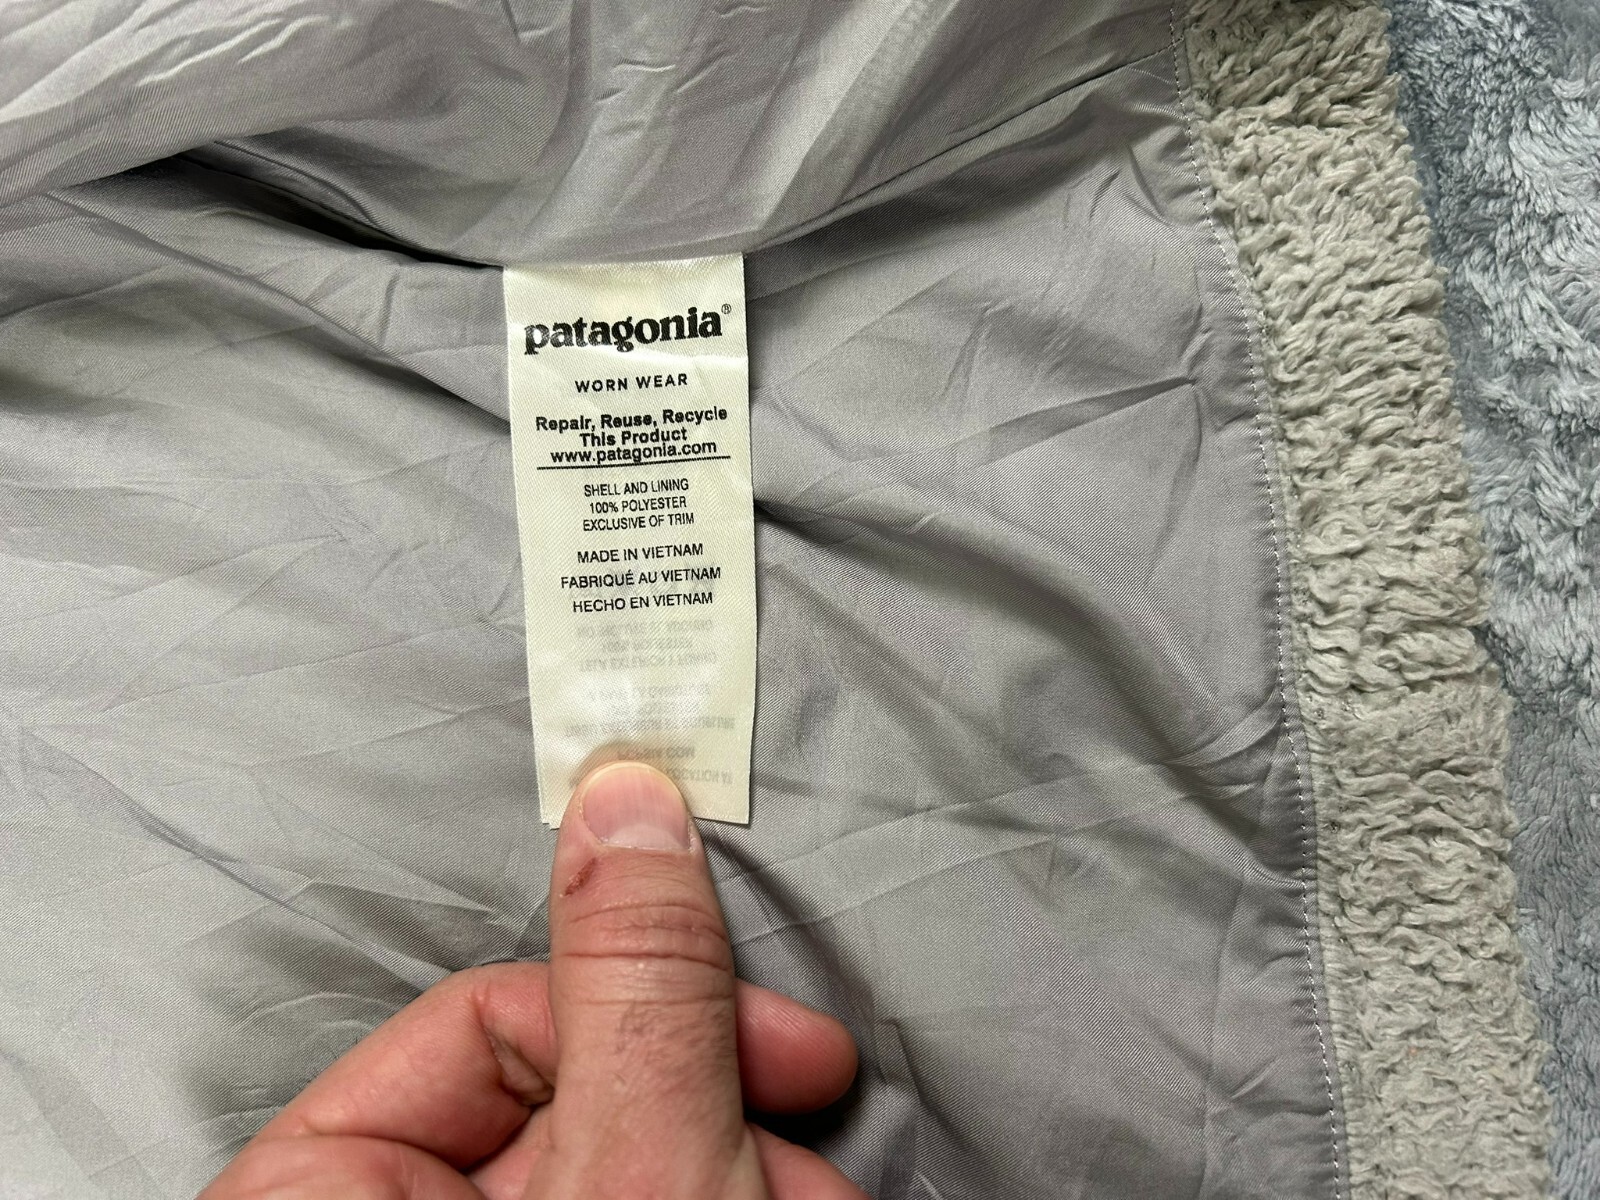 patagonia®
WORN WEAR
Repair, Reuse, Recycle
This Product
www.patagonia.com
SHELL AND LINING
100% POLYESTER
EXCLUSIVE OF TRIM
MADE IN VIETNAM
FABRIQUÉ AU VIETNAM
HECHO EN VIETNAM